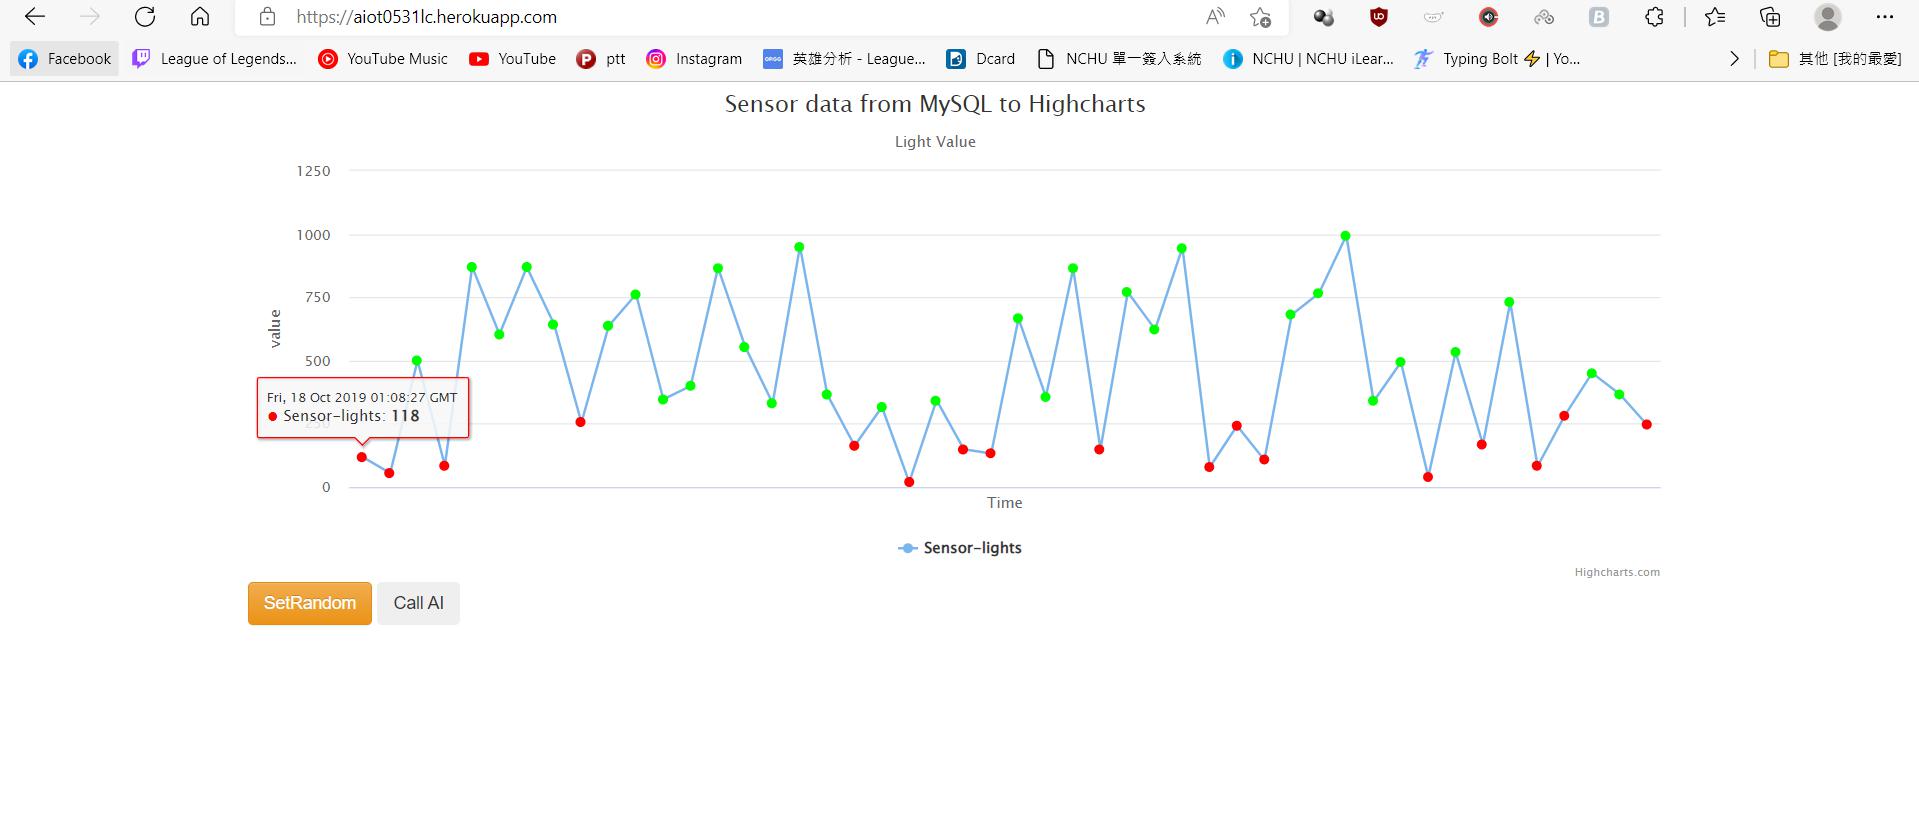 https://aiot0531lc.herokuapp.com
Facebook
League of Legends...
YouTube Music
YouTube
ptt
Instagram
OP.GG
英雄分析 - League...
Dcard
NCHU 單一簽入系統
NCHU | NCHU iLear...
Typing Bolt ⚡ | Yo...
其他 [我的最愛]
Sensor data from MySQL to Highcharts
Light Value
1250
1000
750
500
250
0
value
Fri, 18 Oct 2019 01:08:27 GMT
● Sensor-lights: 118
Time
Sensor-lights
Highcharts.com
SetRandom
Call AI